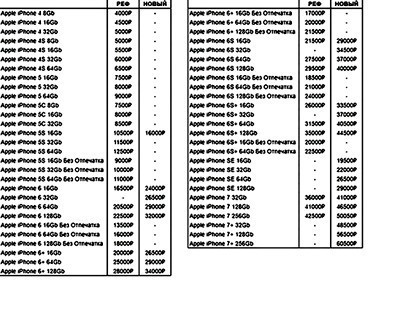 РЕФ НОВЫЙ
Apple iPhone 4 8Gb 4000Р -
Apple iPhone 4 16Gb 4500Р -
Apple iPhone 4 32Gb 5000Р -
Apple iPhone 4S 8Gb 5000Р -
Apple iPhone 4S 16Gb 5500Р -
Apple iPhone 4S 32Gb 6000Р -
Apple iPhone 4S 64Gb 6500Р -
Apple iPhone 5 16Gb 7500Р -
Apple iPhone 5 32Gb 8000Р -
Apple iPhone 5 64Gb 9000Р -
Apple iPhone 5C 8Gb 7500Р -
Apple iPhone 5C 16Gb 8000Р -
Apple iPhone 5C 32Gb 8500Р -
Apple iPhone 5S 16Gb 10500Р 16000Р
Apple iPhone 5S 32Gb 11500Р -
Apple iPhone 5S 64Gb 12500Р -
Apple iPhone 5S 16Gb Без Отпечатка 9000Р -
Apple iPhone 5S 32Gb Без Отпечатка 10000Р -
Apple iPhone 5S 64Gb Без Отпечатка 11000Р -
Apple iPhone 6 16Gb 16500Р 24000Р
Apple iPhone 6 32Gb - 26500Р
Apple iPhone 6 64Gb 20500Р 29000Р
Apple iPhone 6 128Gb 22500Р 32000Р
Apple iPhone 6 16Gb Без Отпечатка 13500Р -
Apple iPhone 6 64Gb Без Отпечатка 16000Р -
Apple iPhone 6 128Gb Без Отпечатка 18000Р -
Apple iPhone 6+ 16Gb 20000Р 26500Р
Apple iPhone 6+ 64Gb 25000Р 29000Р
Apple iPhone 6+ 128Gb 28000Р 34000Р
РЕФ НОВЫЙ
Apple iPhone 6+ 16Gb Без Отпечатка 17000Р -
Apple iPhone 6+ 64Gb Без Отпечатка 20000Р -
Apple iPhone 6+ 128Gb Без Отпечатка 21500Р -
Apple iPhone 6S 16Gb 21500Р 29000Р
Apple iPhone 6S 32Gb - 34500Р
Apple iPhone 6S 64Gb 27500Р 37000Р
Apple iPhone 6S 128Gb 29500Р 40000Р
Apple iPhone 6S 16Gb Без Отпечатка 18500Р -
Apple iPhone 6S 64Gb Без Отпечатка 21000Р -
Apple iPhone 6S 128Gb Без Отпечатка 24000Р -
Apple iPhone 6S+ 16Gb 26000Р 33500Р
Apple iPhone 6S+ 32Gb - 37000Р
Apple iPhone 6S+ 64Gb 31500Р 40500Р
Apple iPhone 6S+ 128Gb 35000Р 44500Р
Apple iPhone 6S+ 16Gb Без Отпечатка 20000Р -
Apple iPhone 6S+ 64Gb Без Отпечатка 22500Р -
Apple iPhone SE 16Gb - 19500Р
Apple iPhone SE 32Gb - 22000Р
Apple iPhone SE 64Gb - 26500Р
Apple iPhone SE 128Gb - 29000Р
Apple iPhone 7 32Gb 36000Р 41000Р
Apple iPhone 7 128Gb 41000Р 46500Р
Apple iPhone 7 256Gb 42500Р 50050Р
Apple iPhone 7+ 32Gb - 48500Р
Apple iPhone 7+ 128Gb - 56500Р
Apple iPhone 7+ 256Gb - 60500Р